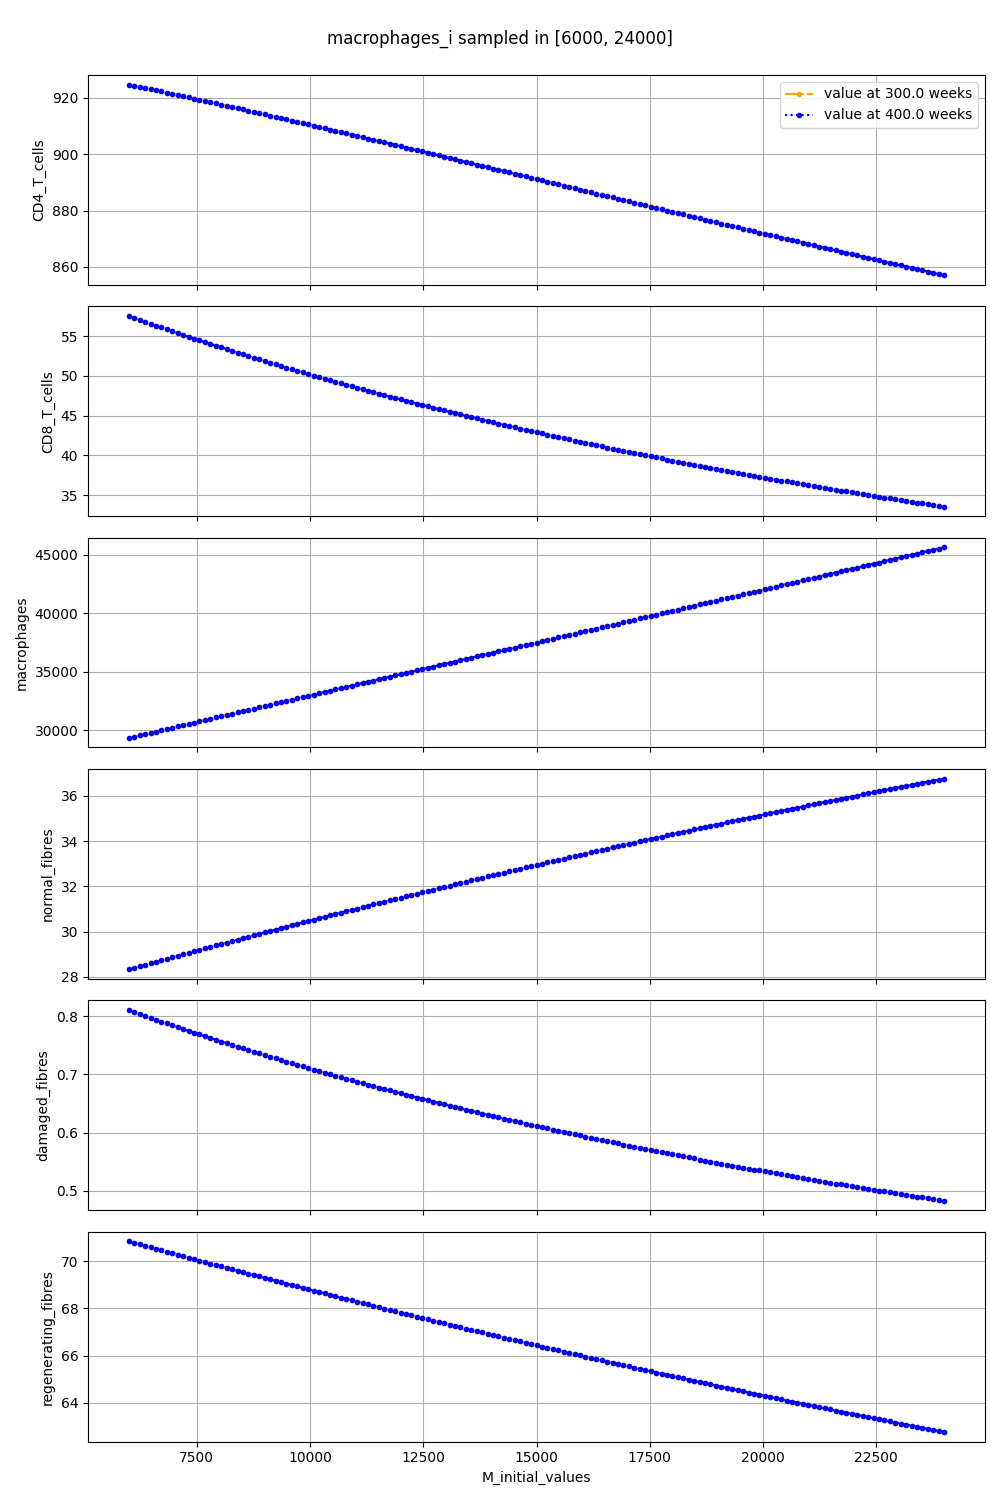 macrophages_i sampled in [6000, 24000]
value at 300.0 weeks
value at 400.0 weeks
CD4_T_cells
920
900
880
860
CD8_T_cells
55
50
45
40
35
macrophages
45000
40000
35000
30000
normal_fibres
36
34
32
30
28
damaged_fibres
0.8
0.7
0.6
0.5
regenerating_fibres
70
68
66
64
7500 10000 12500 15000 17500 20000 22500
M_initial_values